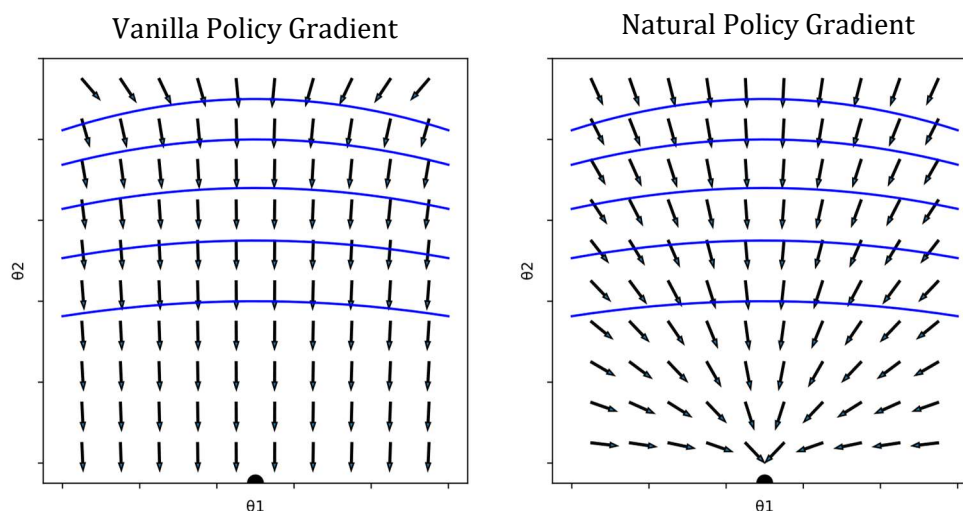 Vanilla Policy Gradient
Natural Policy Gradient
θ2
θ1
θ2
θ1